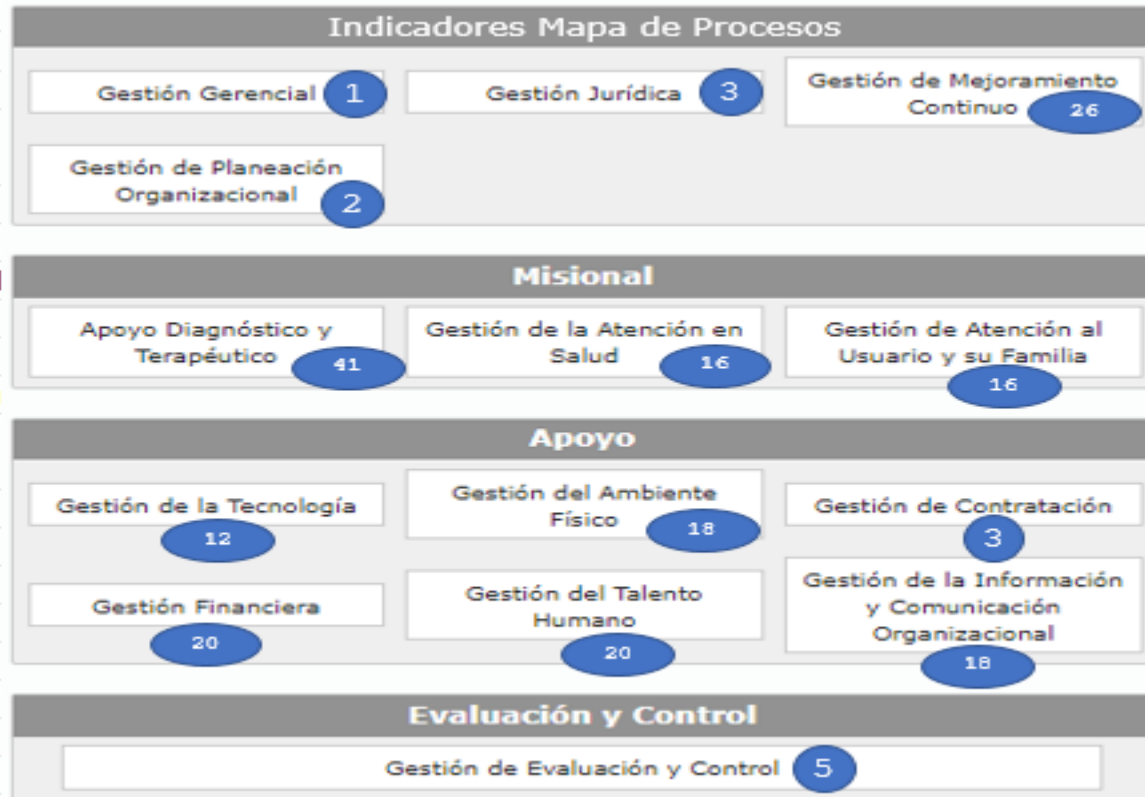 Indicadores Mapa de Procesos
Gestión Gerencial 1
Gestión Jurídica 3
Gestión de Mejoramiento
Continuo 26
Gestión de Planeación
Organizacional 2
Misional
Apoyo Diagnóstico y
Terapéutico 41
Gestión de la Atención en
Salud 16
Gestión de Atención al
Usuario y su Familia
16
Apoyo
Gestión de la Tecnología
12
Gestión del Ambiente
Físico 18
Gestión de Contratación
3
Gestión Financiera
20
Gestión del Talento
Humano
20
Gestión de la Información
y Comunicación
Organizacional
18
Evaluación y Control
Gestión de Evaluación y Control 5